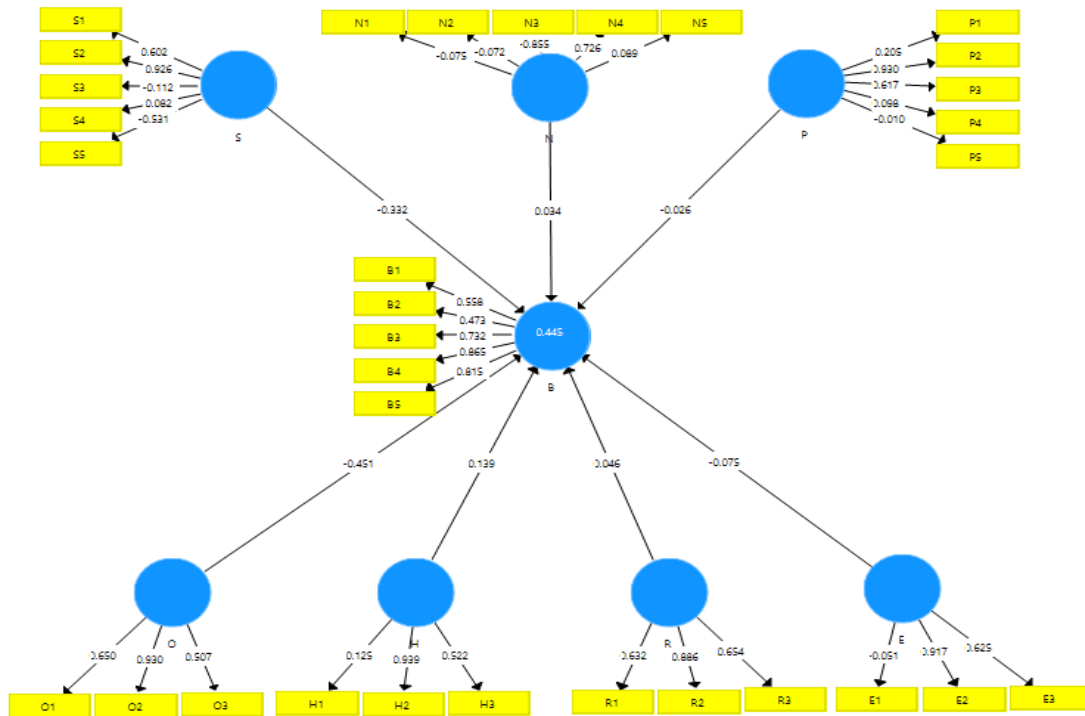 S1
S2
S3
S4
S5
0.602
0.926
-0.112
0.082
-0.531
S
N1 N2 N3 N4 N5
-0.075 -0.072 -0.855 0.726 0.089
N
P1
P2
P3
P4
P5
0.205
0.930
0.617
0.098
-0.010
P
-0.332
0.034
-0.026
B1
B2
B3
B4
B5
0.558
0.473
0.732
0.865
0.815
0.445
B
-0.451
0.139
0.046
-0.075
O
H
R
E
0.650 0.930 0.507
0.125 0.939 0.522
0.632 0.886 0.654
-0.051 0.917 0.625
O1 O2 O3
H1 H2 H3
R1 R2 R3
E1 E2 E3